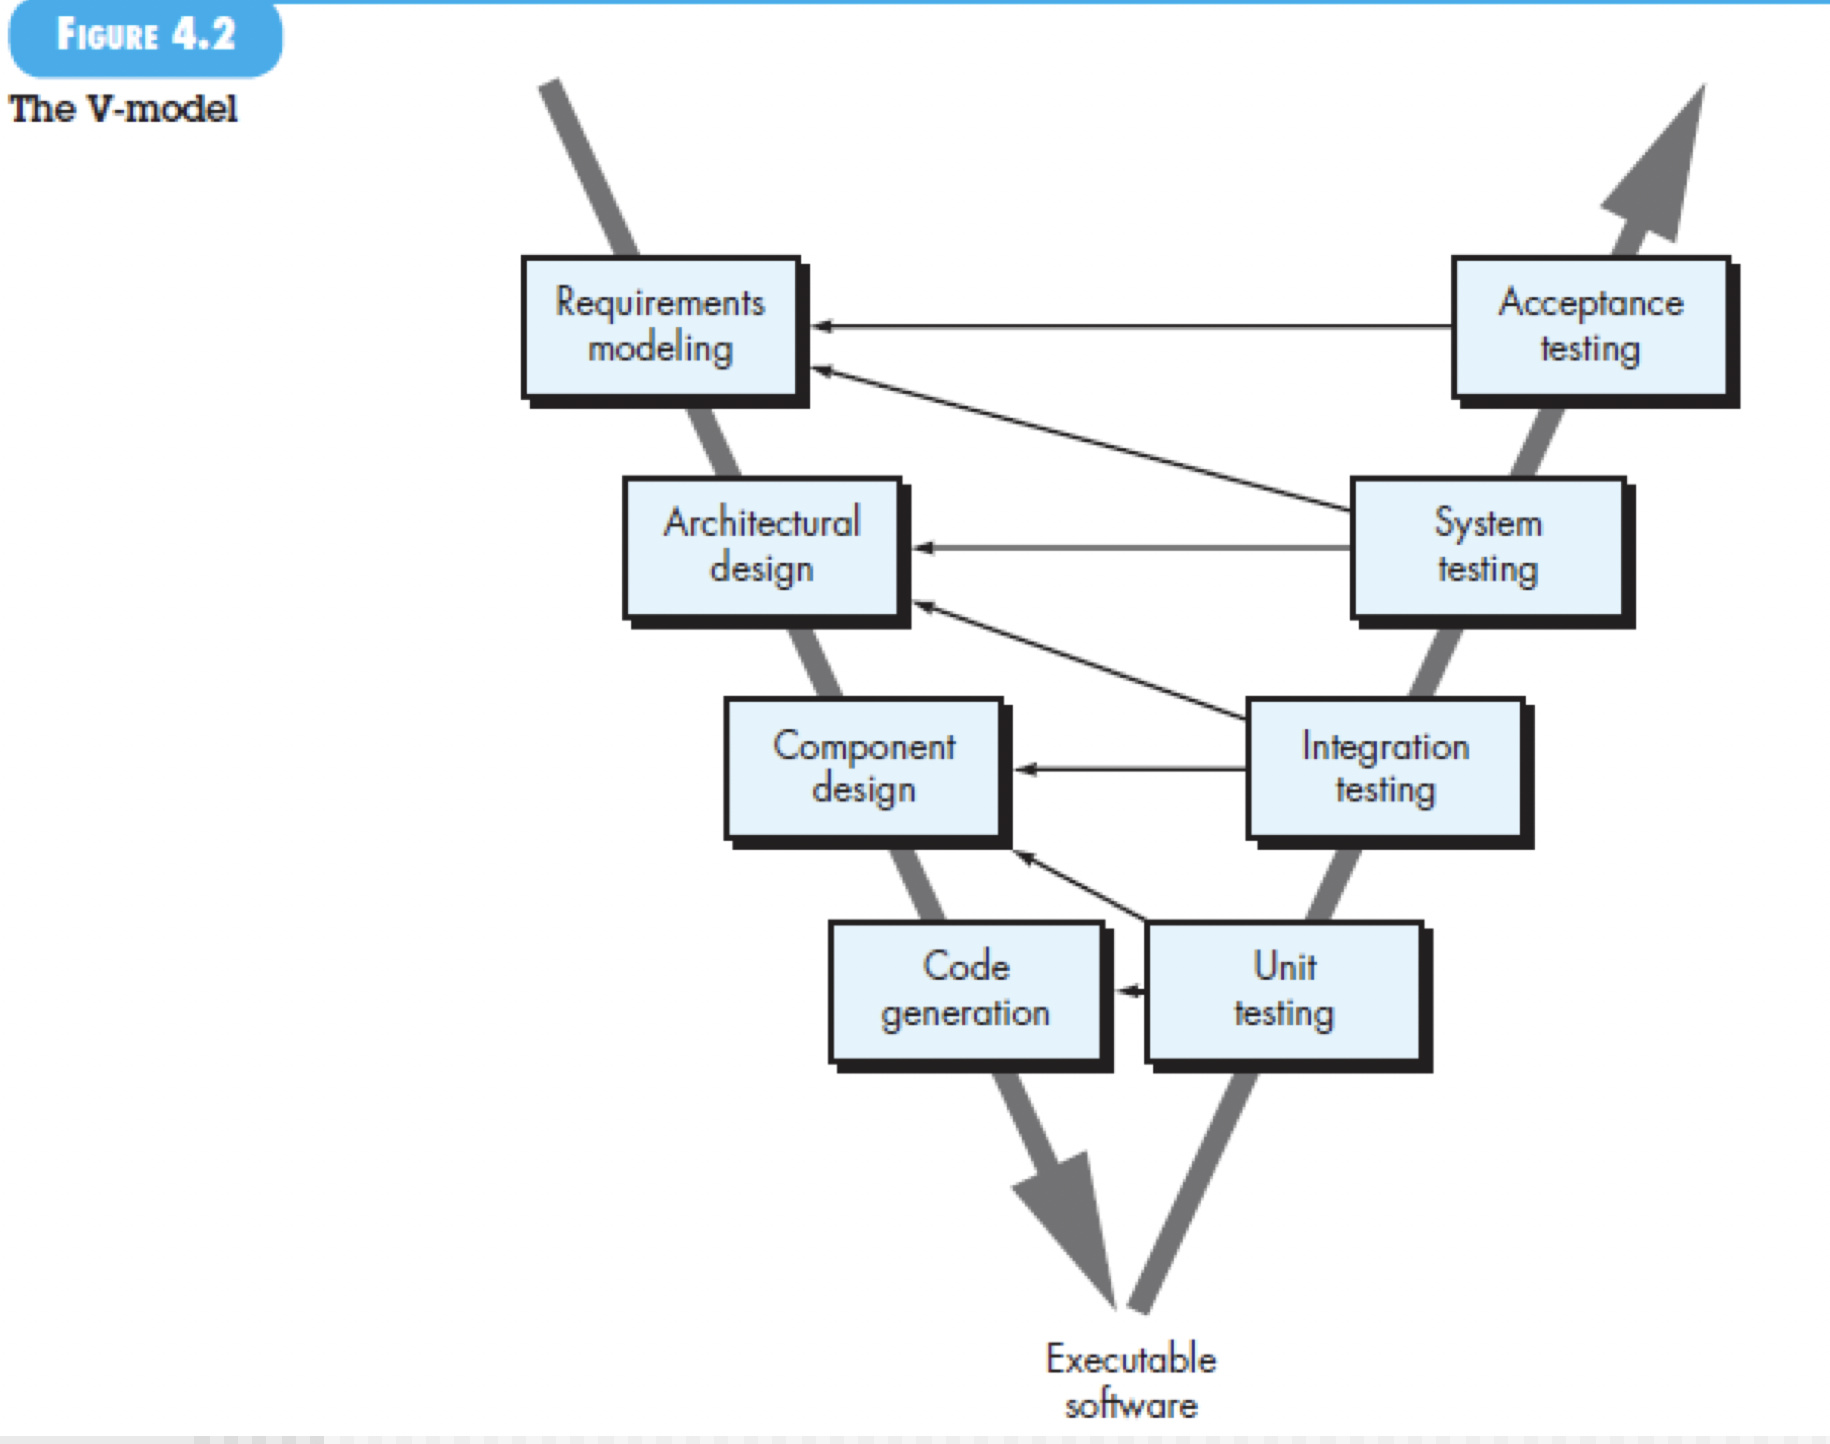 FIGURE 4.2
The V-model
Requirements
modeling
Acceptance
testing
Architectural
design
System
testing
Component
design
Integration
testing
Code
generation
Unit
testing
Executable
software